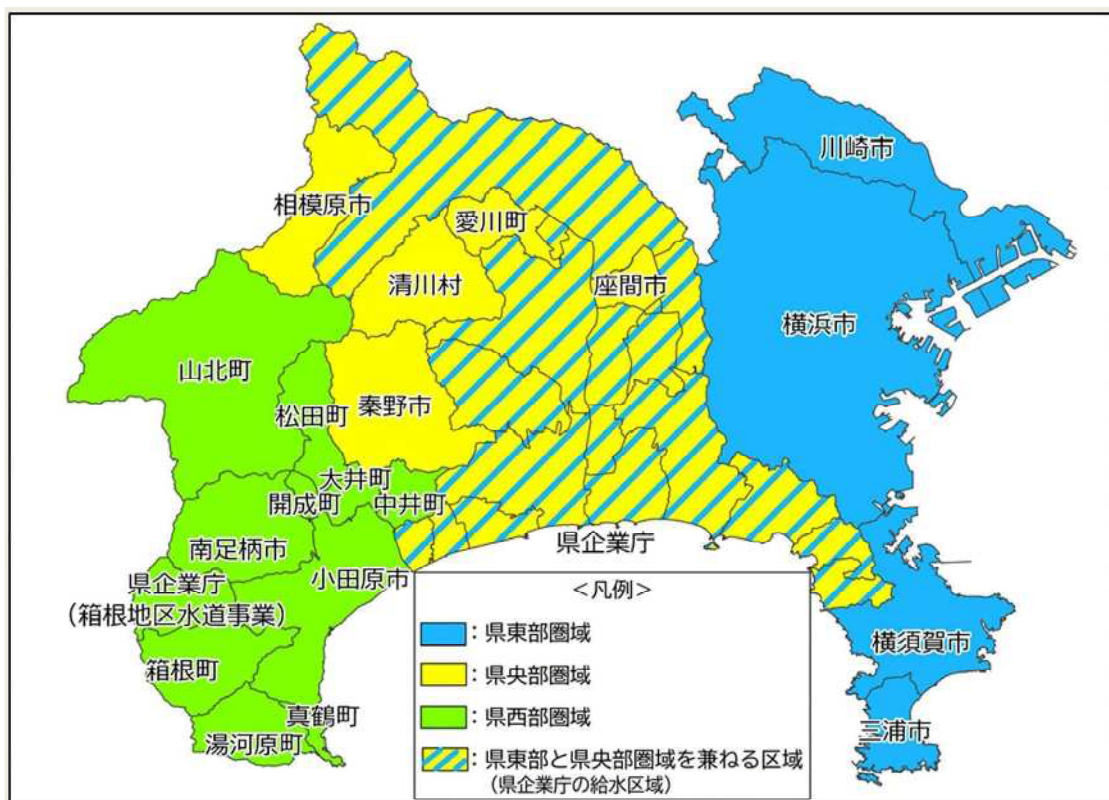 川崎市
相模原市
愛川町
清川村
座間市
横浜市
山北町
松田町
秦野市
大井町
開成町
中井町
南足柄市
県企業庁
小田原市
県企業庁
(箱根地区水道事業)
箱根町
横須賀市
真鶴町
湯河原町
三浦市
<凡例>
:県東部圏域
:県央部圏域
:県西部圏域
:県東部と県央部圏域を兼ねる区域
(県企業庁の給水区域)